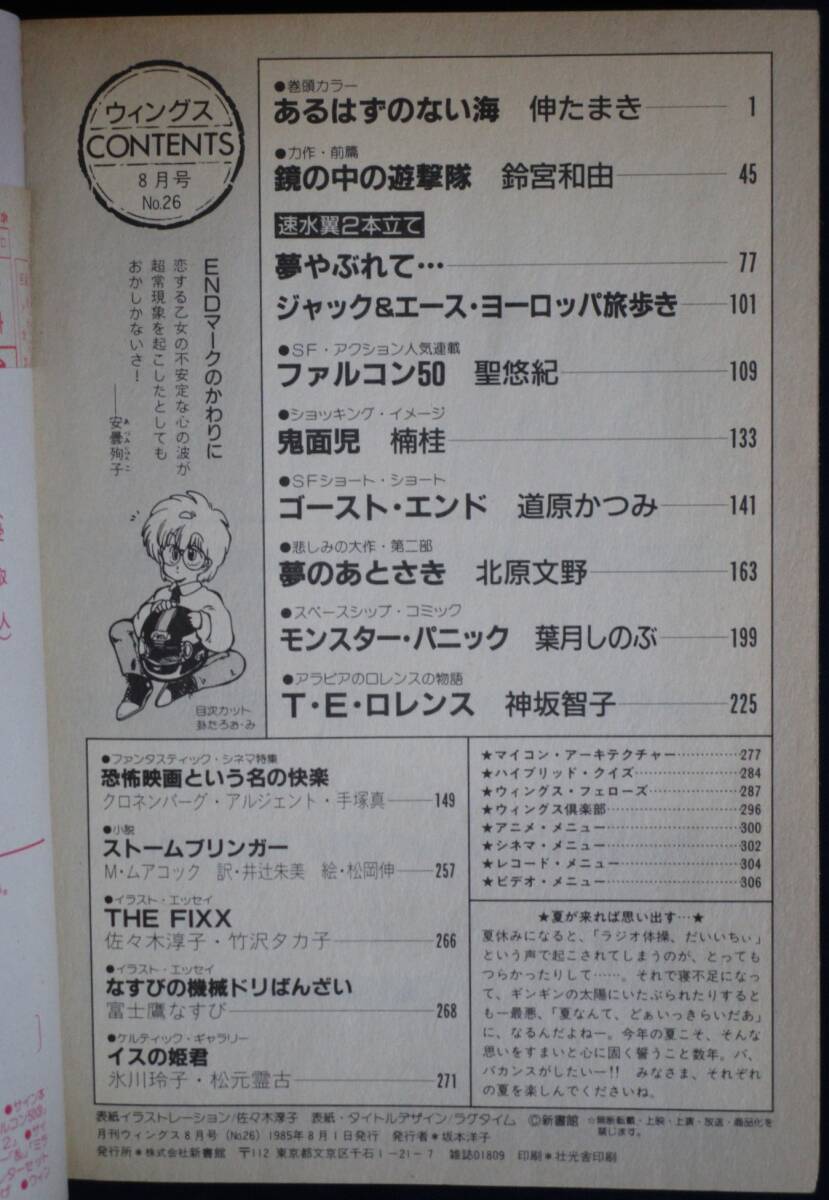 ウィングス
CONTENTS
8月号
No.26
ENDマークのかわりに
恋する乙女の不安定な心の波が
超常現象を起こしたとしても
おかしかないさ!
──安曇殉子
目次カット
卦たろぉ・み
●巻頭カラー
あるはずのない海 伸たまき 1
●力作・前篇
鏡の中の遊撃隊 鈴宮和由 45
速水翼2本立て
夢やぶれて… 77
ジャック&エース・ヨーロッパ旅歩き 101
●SF・アクション人気連載
ファルコン50 聖悠紀 109
●ショッキング・イメージ
鬼面児 楠桂 133
●SFショート・ショート
ゴースト・エンド 道原かつみ 141
●悲しみの大作・第二部
夢のあとさき 北原文野 163
●スペースシップ・コミック
モンスター・パニック 葉月しのぶ 199
●アラビアのロレンスの物語
T・E・ロレンス 神坂智子 225
●ファンタスティック・シネマ特集
恐怖映画という名の快楽
クロネンバーグ・アルジェント・手塚真 149
●小説
ストームブリンガー
M・ムアコック 訳・井辻朱美 絵・松岡伸 257
●イラスト・エッセイ
THE FIXX
佐々木淳子・竹沢タカ子 266
●イラスト・エッセイ
なすびの機械ドリばんざい
富士鷹なすび 268
●ケルティック・ギャラリー
イスの姫君
氷川玲子・松元霊古 271
★マイコン・アーキテクチャー 277
★ハイブリッド・クイズ 284
★ウィングス・フェローズ 287
★ウィングス倶楽部 296
★アニメ・メニュー 300
★シネマ・メニュー 302
★レコード・メニュー 304
★ビデオ・メニュー 306
★夏が来れば思い出す…★
夏休みになると、「ラジオ体操、だいいちぃ」
という声で起こされてしまうのが、とっても
つらかったりして……。それで寝不足になっ
て、ギンギンの太陽にいたぶられたりすると
も一最悪、「夏なんて、どぁいっきらいだあ」
に、なるんだよねー。今年の夏こそ、そんな
思いをすまいと心に固く誓うこと数年。バ、
バカンスがしたいー!! みなさま、それぞれ
の夏を楽しんでくださいね。
表紙イラストレーション/佐々木淳子 表紙・タイトルデザイン/ラグタイム ©新書館 ☆無断転載・上映・上演・放送・商品化を
禁じます。
月刊ウィングス8月号(No26)1985年8月1日発行 発行者*坂本洋子
発行所*株式会社新書館 〒112 東京都文京区千石1-21-7 雑誌01809 印刷*壮光舎印刷